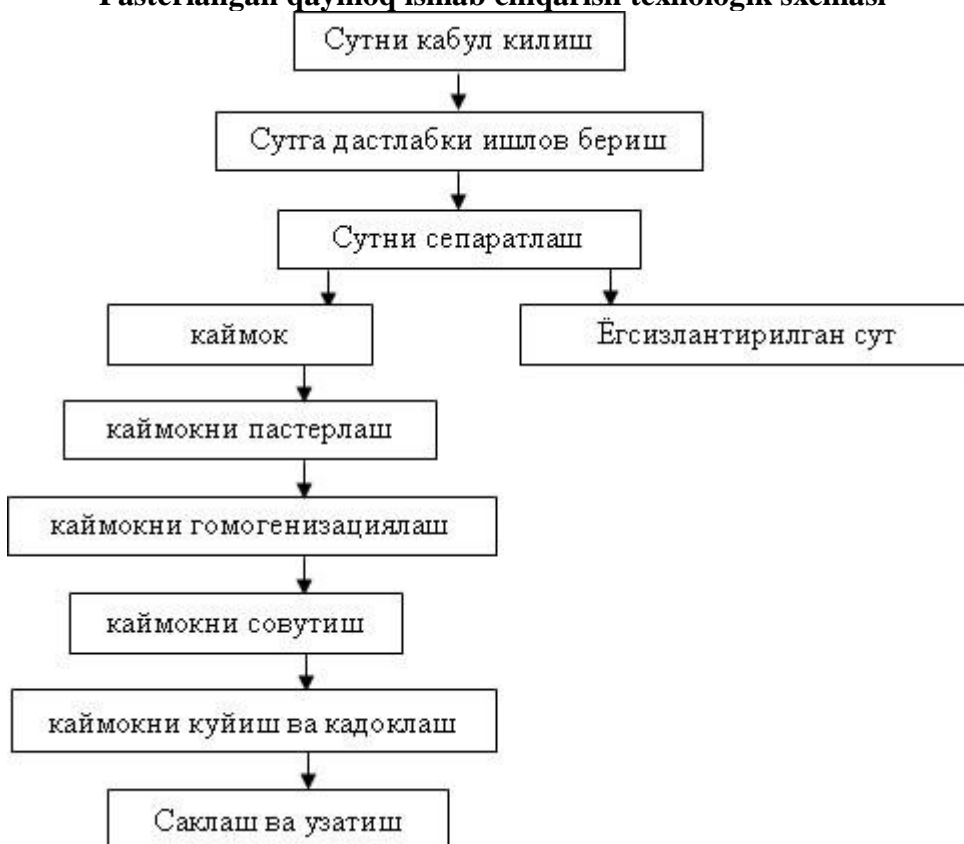 Pasterlangan qaymoq ishlab chiqarish texnologik sxemasi
Сутни кабул килиш
Сутга дастлабки ишлов бериш
Сутни сепаратлаш
каймок
Ёгсизлантирилган сут
каймокни пастерлаш
каймокни гомогенизациялаш
каймокни совутиш
каймокни куйиш ва кадоклаш
Саклаш ва узатиш